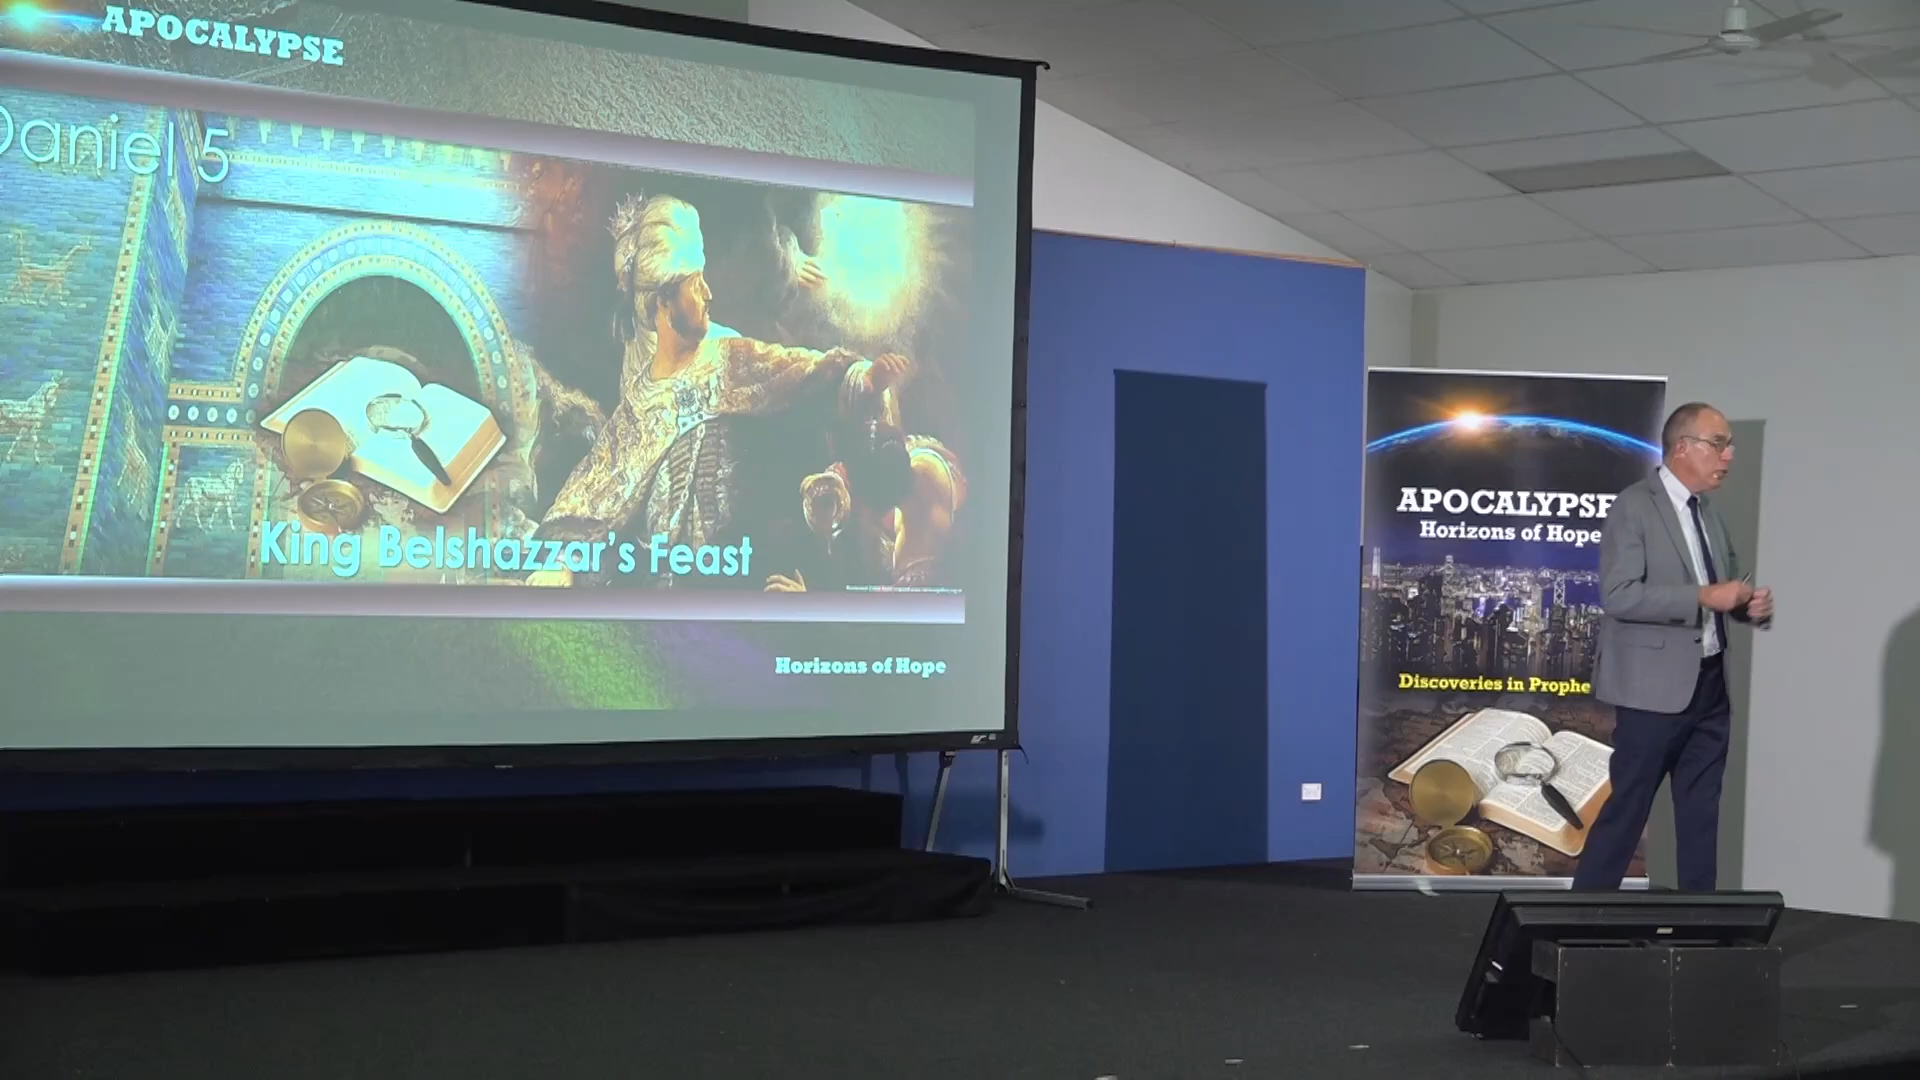 APOCALYPSE
Daniel 5
King Belshazzar's Feast
Horizons of Hope
APOCALYPSE
Horizons of Hope
Discoveries in Prophe